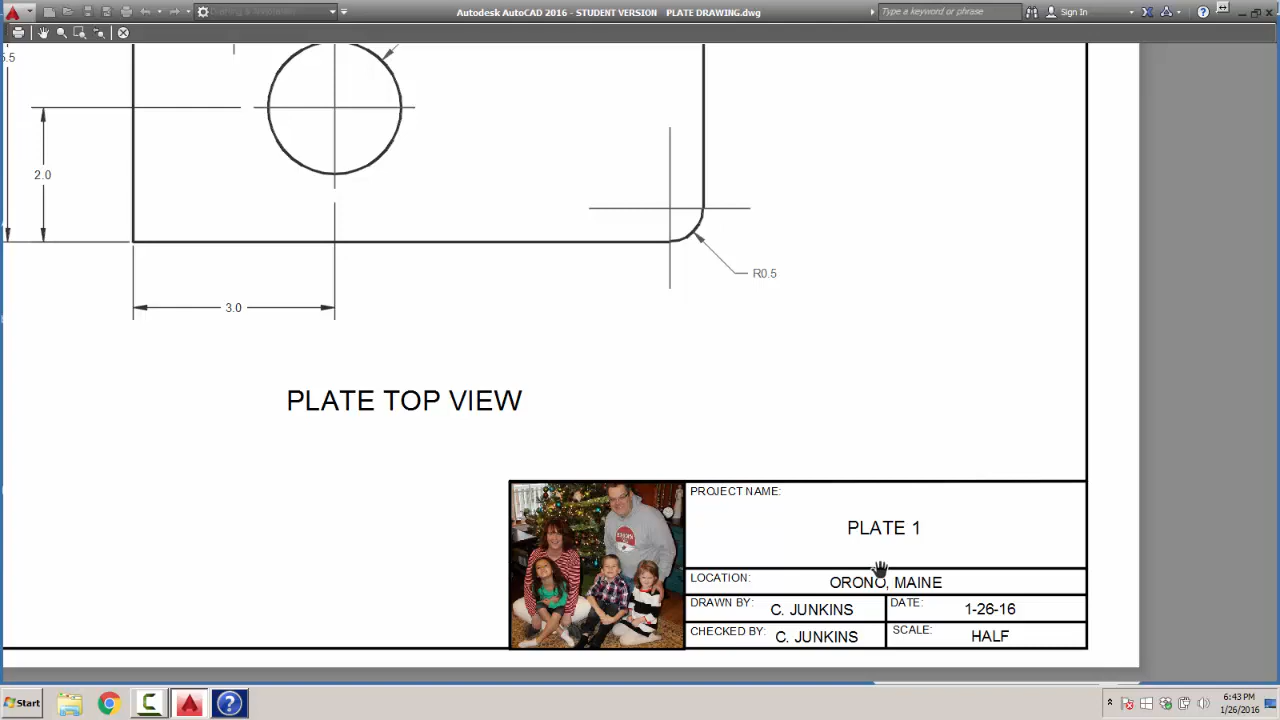 Autodesk AutoCAD 2016 - STUDENT VERSION PLATE DRAWING.dwg
Type a keyword or phrase
Sign In
5.5
2.0
R0.5
3.0
PLATE TOP VIEW
PROJECT NAME:
PLATE 1
LOCATION:
ORONO, MAINE
DRAWN BY: C. JUNKINS
DATE: 1-26-16
CHECKED BY: C. JUNKINS
SCALE: HALF
Start
6:43 PM
1/26/2016